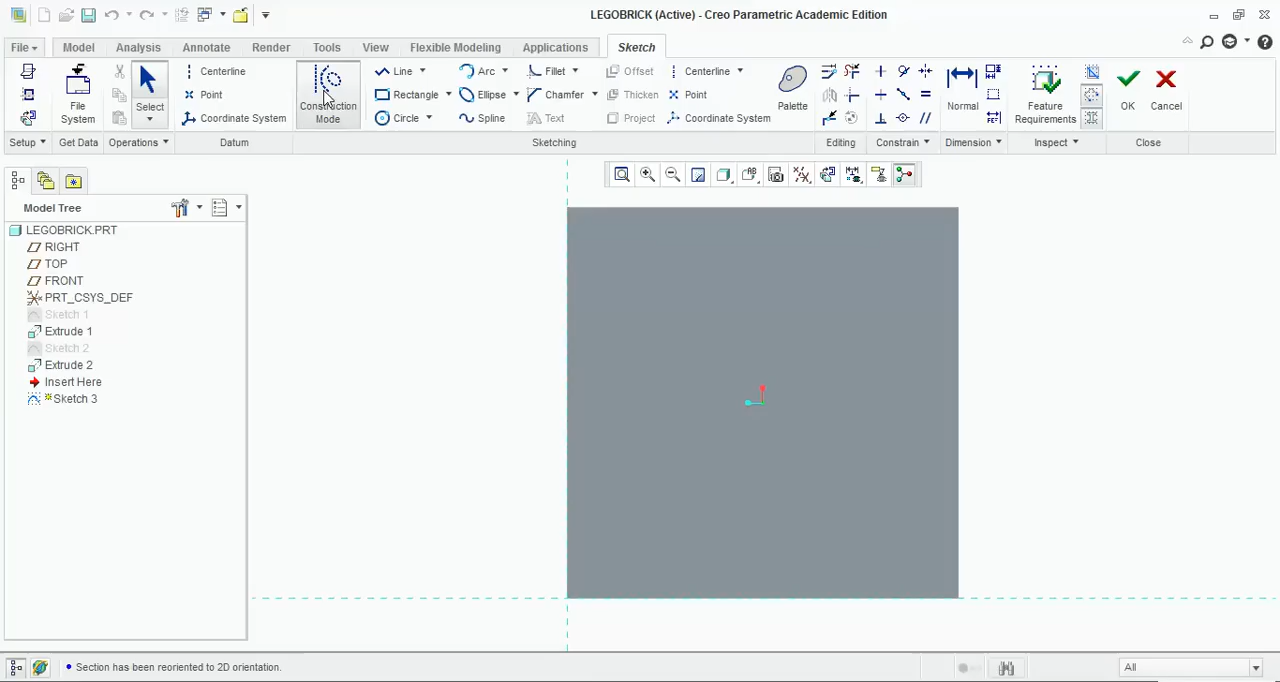 LEGOBRICK (Active) - Creo Parametric Academic Edition
File Model Analysis Annotate Render Tools View Flexible Modeling Applications Sketch
Centerline Line Arc Fillet Offset Centerline
Select Point Construction Rectangle Ellipse Chamfer Thicken Point Palette Normal Feature OK Cancel
File System Coordinate System Mode Circle Spline Text Project Coordinate System Requirements
Setup Get Data Operations Datum Sketching Editing Constrain Dimension Inspect Close
Model Tree
LEGOBRICK.PRT
RIGHT
TOP
FRONT
PRT_CSYS_DEF
Sketch 1
Extrude 1
Sketch 2
Extrude 2
Insert Here
Sketch 3
Section has been reoriented to 2D orientation. All